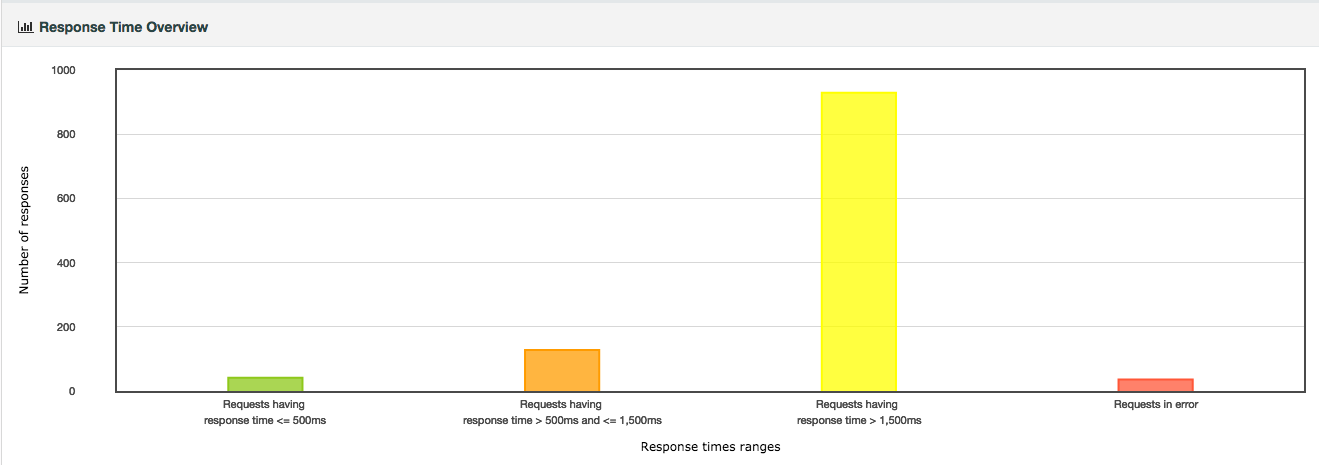 Response Time Overview
1000
800
600
400
200
0
Number of responses
Requests having
response time <= 500ms
Requests having
response time > 500ms and <= 1,500ms
Requests having
response time > 1,500ms
Requests in error
Response times ranges